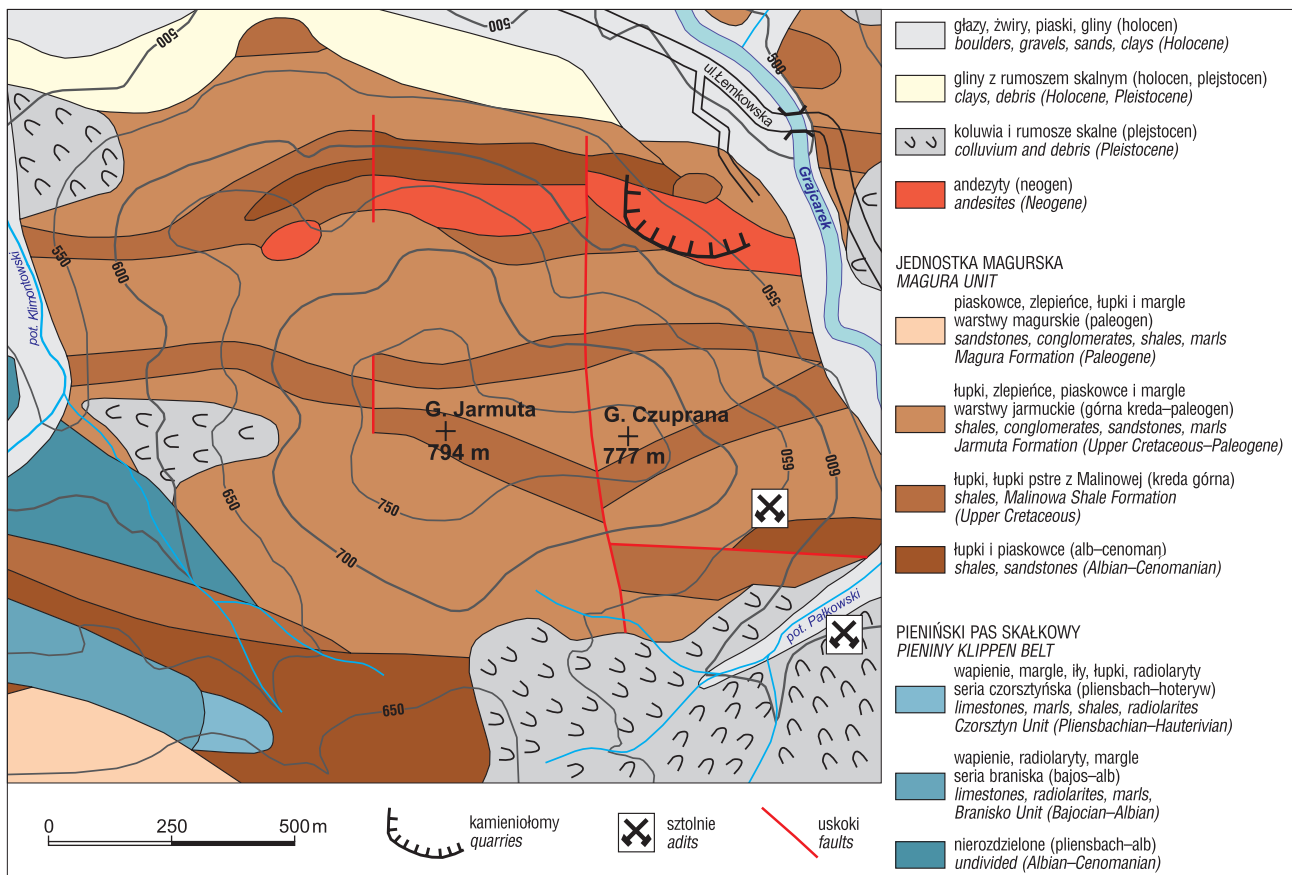 500
500
500
ul.Łemkowska
Grajcarek
550
600
pot. Klimontowski
550
G. Jarmuta
794 m
G. Czuprana
777 m
650
600
650
750
700
pot. Pałkowski
650
0 250 500 m
kamieniołomy
quarries
sztolnie
adits
uskoki
faults
głazy, żwiry, piaski, gliny (holocen)
boulders, gravels, sands, clays (Holocene)
gliny z rumoszem skalnym (holocen, plejstocen)
clays, debris (Holocene, Pleistocene)
koluwia i rumosze skalne (plejstocen)
colluvium and debris (Pleistocene)
andezyty (neogen)
andesites (Neogene)
JEDNOSTKA MAGURSKA
MAGURA UNIT
piaskowce, zlepieńce, łupki i margle
warstwy magurskie (paleogen)
sandstones, conglomerates, shales, marls
Magura Formation (Paleogene)
łupki, zlepieńce, piaskowce i margle
warstwy jarmuckie (górna kreda–paleogen)
shales, conglomerates, sandstones, marls
Jarmuta Formation (Upper Cretaceous–Paleogene)
łupki, łupki pstre z Malinowej (kreda górna)
shales, Malinowa Shale Formation
(Upper Cretaceous)
łupki i piaskowce (alb–cenoman)
shales, sandstones (Albian–Cenomanian)
PIENIŃSKI PAS SKAŁKOWY
PIENINY KLIPPEN BELT
wapienie, margle, iły, łupki, radiolaryty
seria czorsztyńska (pliensbach–hoteryw)
limestones, marls, shales, radiolarites
Czorsztyn Unit (Pliensbachian–Hauterivian)
wapienie, radiolaryty, margle
seria braniska (bajos–alb)
limestones, radiolarites, marls,
Branisko Unit (Bajocian–Albian)
nierozdzielone (pliensbach–alb)
undivided (Albian–Cenomanian)